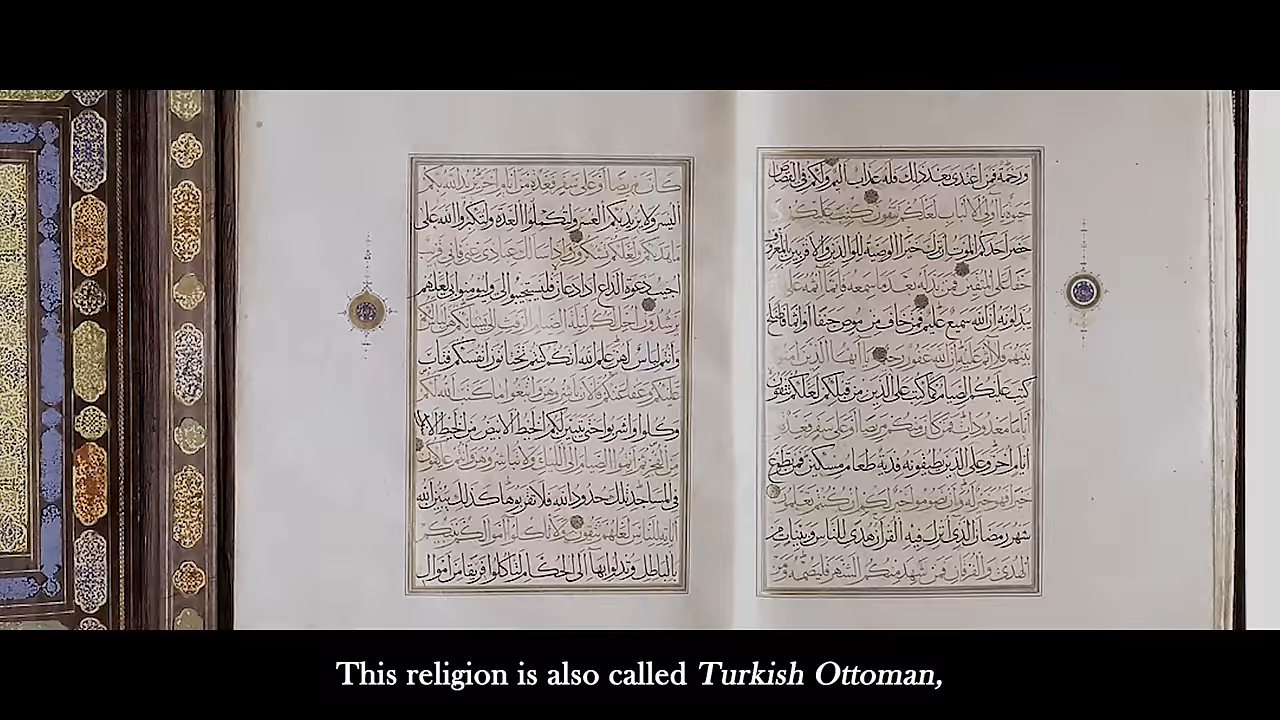 ورحمة فمن اعتدى بعد ذلك فله عذاب اليم ولكم في القصاص
حيوة يا اولي الالباب لعلكم تتقون كتب عليكم
حضر احدكم الموت ان ترك خيرا الوصية للوالدين والاقربين بالمعروف
حقا على المتقين فمن بدله بعد ما سمعه فانما اثمه على
يبدلونه ان الله سميع عليم فمن خاف من موص جنفا او اثما فاصلح
بينهم فلا اثم عليه ان الله غفور رحيم يا ايها الذين امنوا
كتب عليكم الصيام كما كتب على الذين من قبلكم لعلكم تتقون
اياما معدودات فمن كان منكم مريضا او على سفر فعدة من
ايام اخر وعلى الذين يطيقونه فدية طعام مسكين فمن تطوع
خيرا فهو خير له وان تصوموا خير لكم ان كنتم تعلمون
شهر رمضان الذي انزل فيه القران هدى للناس وبينات من
الهدى والفرقان فمن شهد منكم الشهر فليصمه ومن
كان مريضا او على سفر فعدة من ايام اخر يريد الله بكم
اليسر ولا يريد بكم العسر ولتكملوا العدة ولتكبروا الله على
ما هديكم ولعلكم تشكرون واذا سالك عبادي عني فاني قريب
اجيب دعوة الداع اذا دعان فليستجيبوا لي وليؤمنوا بي لعلهم
يرشدون احل لكم ليلة الصيام الرفث الى نسائكم هن لباس لكم
وانتم لباس لهن علم الله انكم كنتم تختانون انفسكم فتاب
عليكم وعفا عنكم فالان باشروهن وابتغوا ما كتب الله لكم
وكلوا واشربوا حتى يتبين لكم الخيط الابيض من الخيط الاسود
من الفجر ثم اتموا الصيام الى الليل ولا تباشروهن وانتم عاكفون
في المساجد تلك حدود الله فلا تقربوها كذلك يبين الله
اياته للناس لعلهم يتقون ولا تاكلوا اموالكم بينكم
بالباطل وتدلوا بها الى الحكام لتاكلوا فريقا من اموال
This religion is also called Turkish Ottoman,